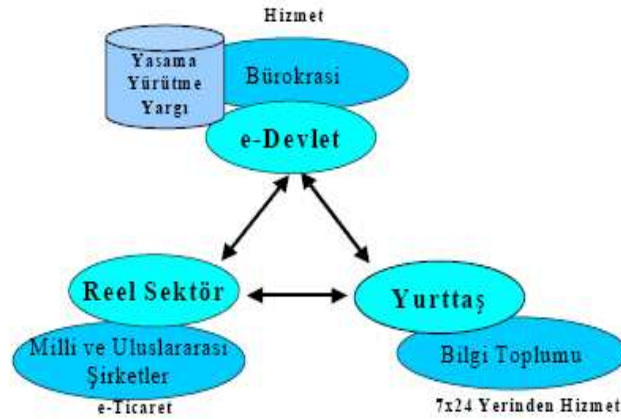 Hizmet
Yasama
Yürütme
Yargı
Bürokrasi
e-Devlet
Reel Sektör
Yurttaş
Milli ve Uluslararası
Şirketler
Bilgi Toplumu
e-Ticaret
7x24 Yerinden Hizmet